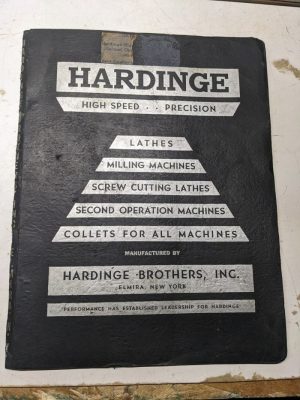 HARDINGE
HIGH SPEED · · PRECISION
LATHES
MILLING MACHINES
SCREW CUTTING LATHES
SECOND OPERATION MACHINES
COLLETS FOR ALL MACHINES
MANUFACTURED BY
HARDINGE BROTHERS, INC.
ELMIRA, NEW YORK
"PERFORMANCE HAS ESTABLISHED LEADERSHIP FOR HARDINGE"